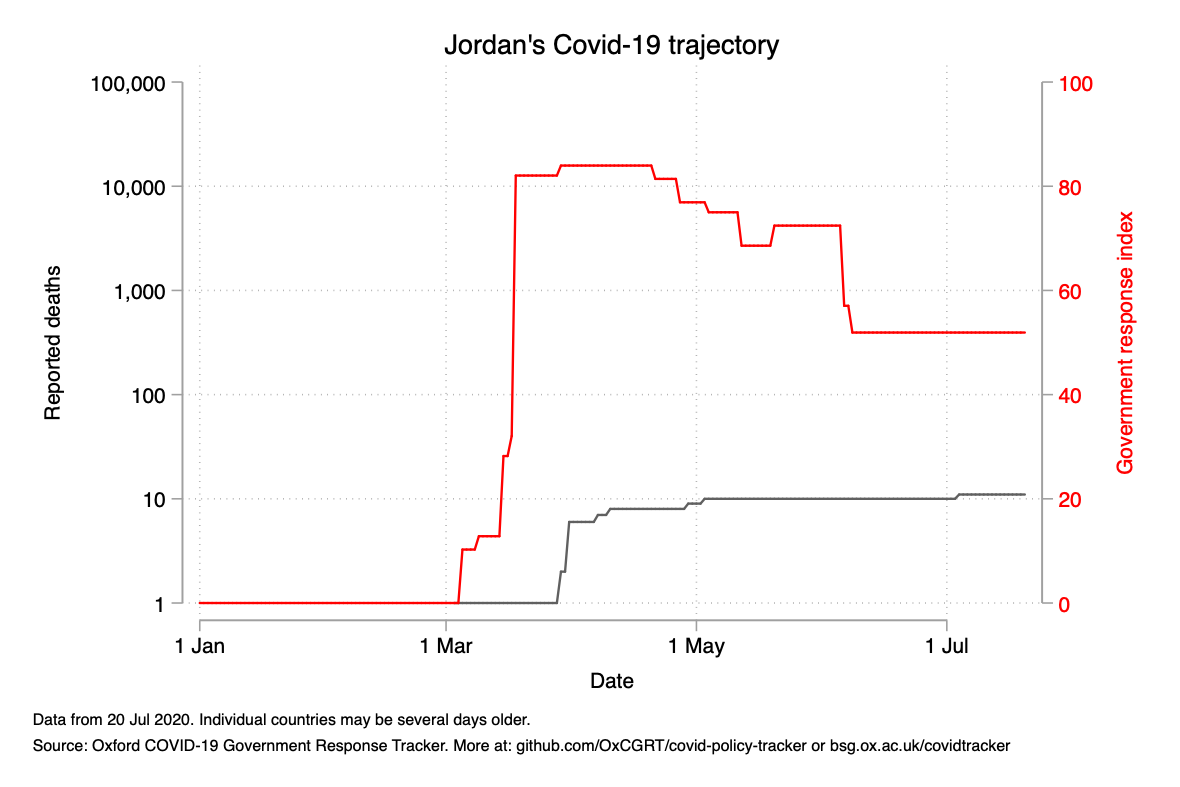 Jordan's Covid-19 trajectory
100,000
10,000
1,000
100
10
1
Reported deaths
100
80
60
40
20
0
Government response index
1 Jan
1 Mar
1 May
1 Jul
Date
Data from 20 Jul 2020. Individual countries may be several days older.
Source: Oxford COVID-19 Government Response Tracker. More at: github.com/OxCGRT/covid-policy-tracker or bsg.ox.ac.uk/covidtracker